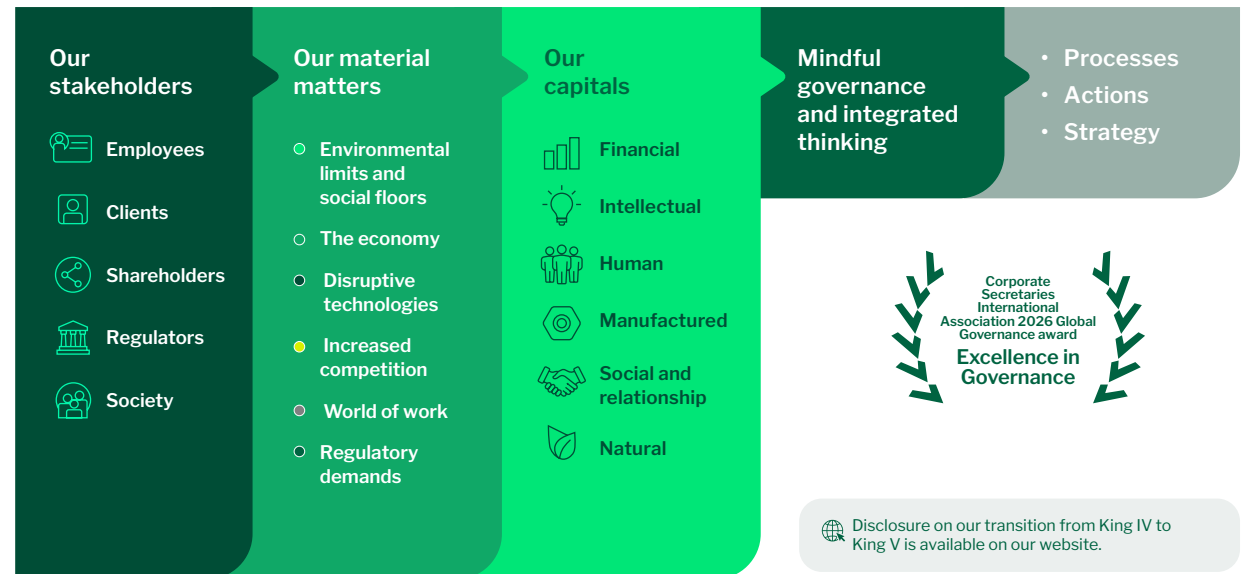 Our
stakeholders
Employees
Clients
Shareholders
Regulators
Society
Our material
matters
Environmental
limits and
social floors
The economy
Disruptive
technologies
Increased
competition
World of work
Regulatory
demands
Our
capitals
Financial
Intellectual
Human
Manufactured
Social and
relationship
Natural
Mindful
governance
and integrated
thinking
• Processes
• Actions
• Strategy
Corporate
Secretaries
International
Association 2026 Global
Governance award
Excellence in
Governance
Disclosure on our transition from King IV to
King V is available on our website.